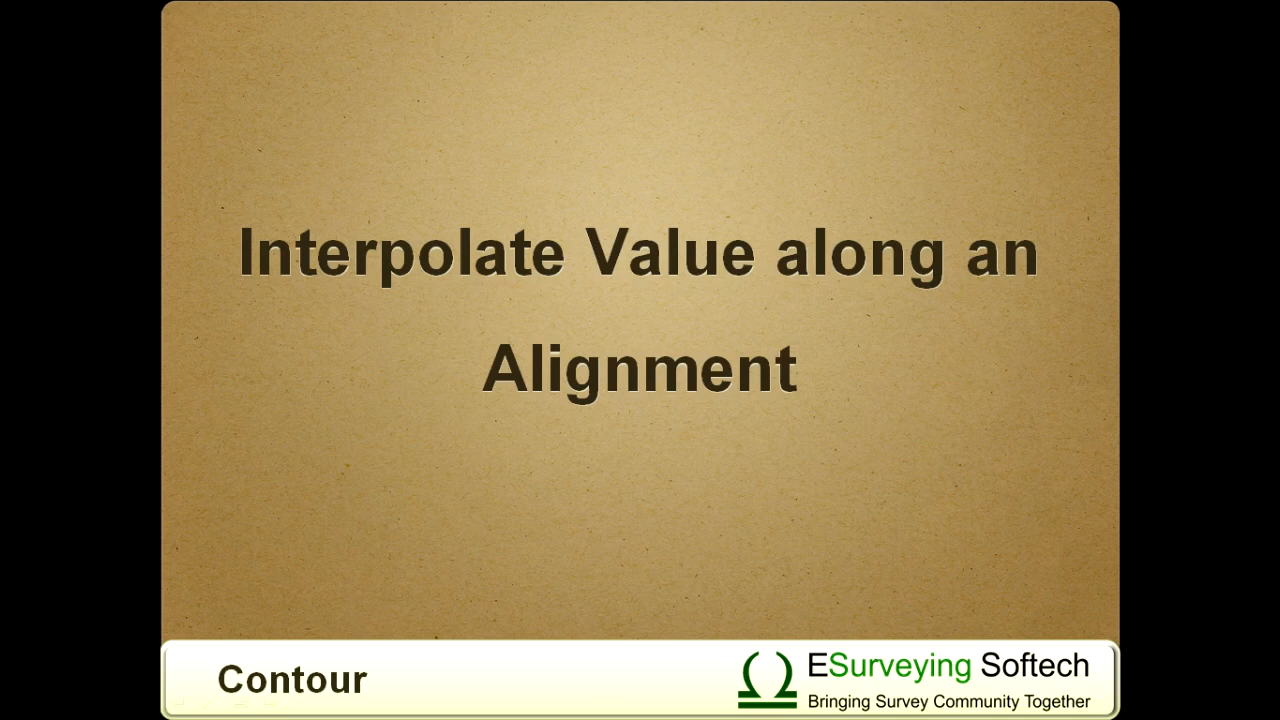 Interpolate Value along an
Alignment
Contour
ESurveying Softech
Bringing Survey Community Together